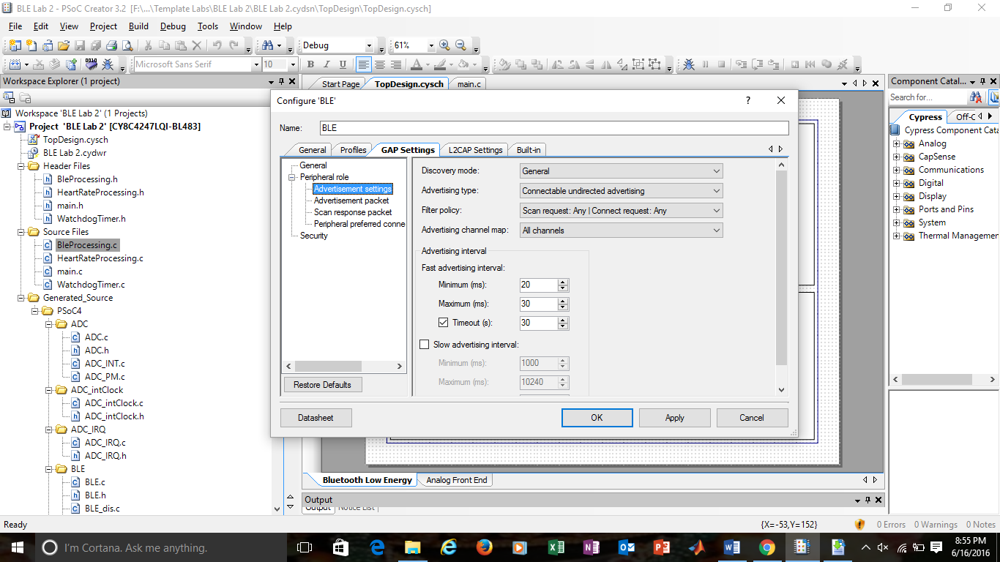 BLE Lab 2 - PSoC Creator 3.2 [F:\...\Template Labs\BLE Lab 2\BLE Lab 2.cydsn\TopDesign\TopDesign.cysch]
File Edit View Project Build Debug Tools Window Help
Debug 61%
Microsoft Sans Serif 10 B I U
Workspace Explorer (1 project)
Workspace 'BLE Lab 2' (1 Projects)
Project 'BLE Lab 2' [CY8C4247LQI-BL483]
TopDesign.cysch
BLE Lab 2.cydwr
Header Files
BleProcessing.h
HeartRateProcessing.h
main.h
WatchdogTimer.h
Source Files
BleProcessing.c
HeartRateProcessing.c
main.c
WatchdogTimer.c
Generated_Source
PSoC4
ADC
ADC.c
ADC.h
ADC_INT.c
ADC_PM.c
ADC_intClock
ADC_intClock.c
ADC_intClock.h
ADC_IRQ
ADC_IRQ.c
ADC_IRQ.h
BLE
BLE.c
BLE.h
BLE_dis.c
Start Page TopDesign.cysch main.c
Configure 'BLE' ?
Name: BLE
General Profiles GAP Settings L2CAP Settings Built-in
General
Peripheral role
Advertisement settings
Advertisement packet
Scan response packet
Peripheral preferred conne
Security
Restore Defaults
Discovery mode: General
Advertising type: Connectable undirected advertising
Filter policy: Scan request: Any | Connect request: Any
Advertising channel map: All channels
Advertising interval
Fast advertising interval:
Minimum (ms): 20
Maximum (ms): 30
Timeout (s): 30
Slow advertising interval:
Minimum (ms): 1000
Maximum (ms): 10240
Datasheet OK Apply Cancel
Bluetooth Low Energy Analog Front End
Output
Output Notice List
Component Catal...
Search for...
Cypress Off-C
Cypress Component Cata
Analog
CapSense
Communications
Digital
Display
Ports and Pins
System
Thermal Managemen
Ready {X=-53,Y=152} 0 Errors 0 Warnings 0 Notes
I'm Cortana. Ask me anything.
8:55 PM
6/16/2016